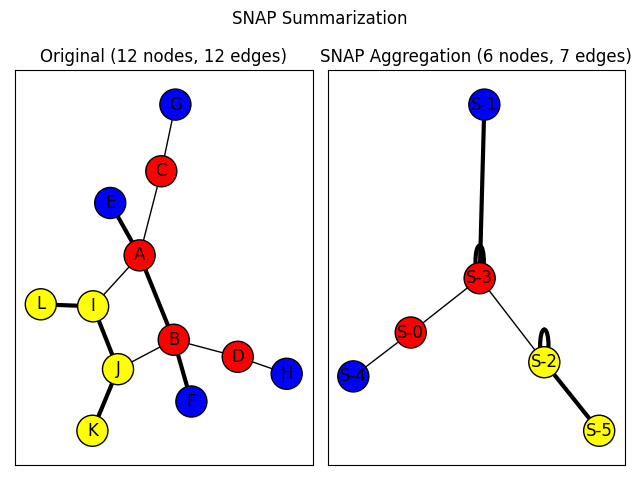 SNAP Summarization
Original (12 nodes, 12 edges)
SNAP Aggregation (6 nodes, 7 edges)
G
C
E
A
L
I
B
J
D
H
F
K
S-1
S-3
S-0
S-4
S-2
S-5